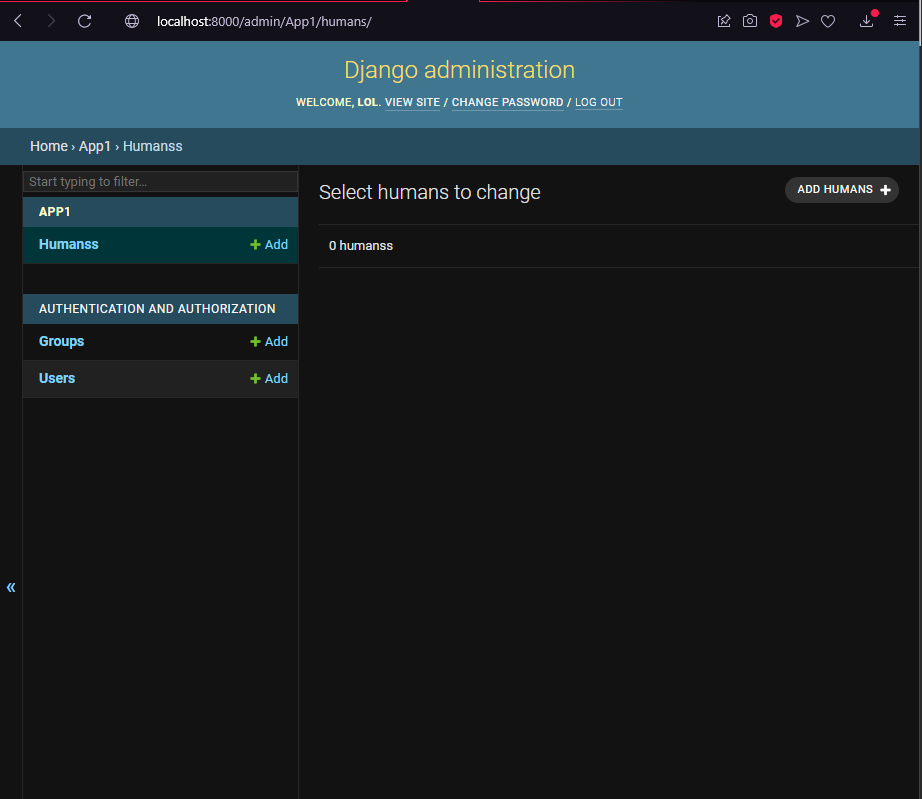 localhost:8000/admin/App1/humans/
Django administration
WELCOME, LOL. VIEW SITE / CHANGE PASSWORD / LOG OUT
Home › App1 › Humanss
Start typing to filter…
APP1
Humanss + Add
AUTHENTICATION AND AUTHORIZATION
Groups + Add
Users + Add
«
Select humans to change
ADD HUMANS +
0 humanss